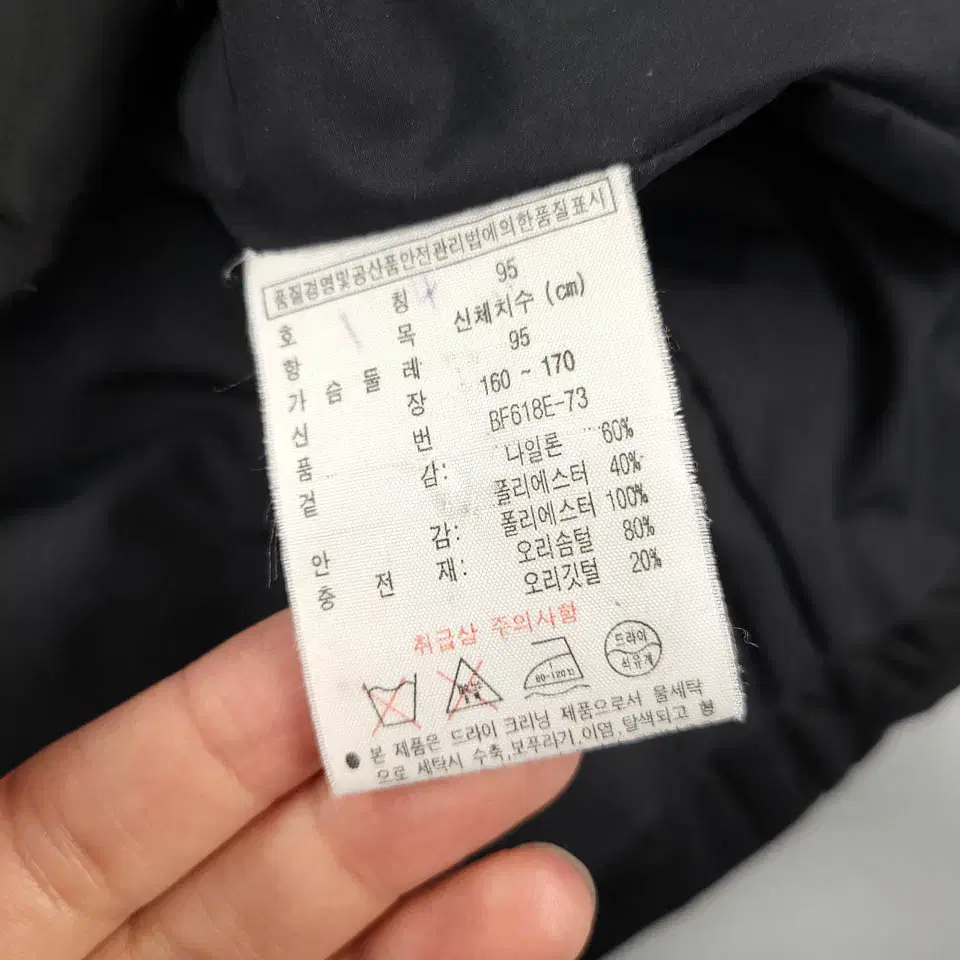 품질경영및공산품안전관리법에의한품질표시
호 칭 95
항 목 신체치수 (cm)
가 슴 둘 레 95
신 장 160 ~ 170
품 번 BF618E-73
겉 감: 나일론 60%
폴리에스터 40%
안 감: 폴리에스터 100%
충 전 재: 오리솜털 80%
오리깃털 20%
취급상 주의사항
80-120℃
드라이
석유계
● 본 제품은 드라이 크리닝 제품으로서 물세탁
으로 세탁시 수축,보푸라기,이염,탈색되고 형